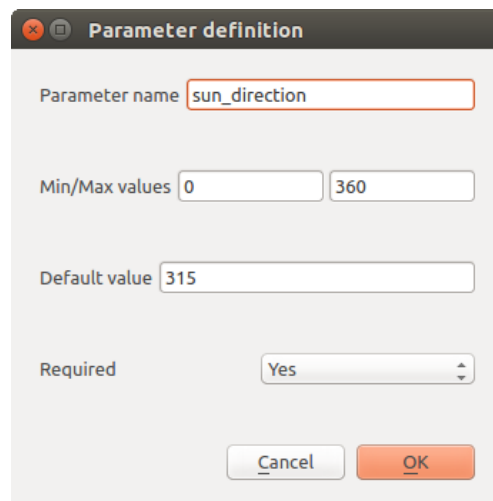 Parameter definition
Parameter name sun_direction
Min/Max values 0 360
Default value 315
Required Yes
Cancel OK